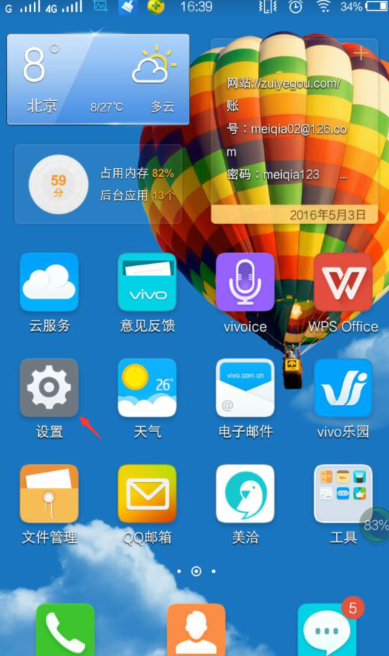 G 4G 16:39 34%
8°
北京 8/27℃ 多云
网站://zuiyegou.com/
账
号：meiqia02@126.co
m
密码：meiqia123 ...
2016年5月3日
59
分
占用内存 82%
后台应用 13个
vivo
云服务 意见反馈 vivoice WPS Office
26°
vivo.com.cn
@
设置 天气 电子邮件 vivo乐园
文件管理 QQ邮箱 美洽 工具
83%
5